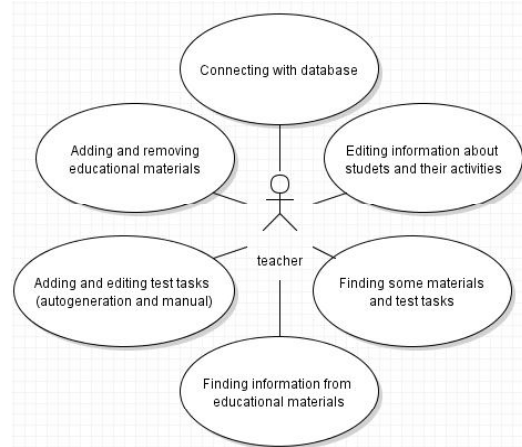 Connecting with database
Adding and removing
educational materials
Editing information about
studets and their activities
teacher
Adding and editing test tasks
(autogeneration and manual)
Finding some materials
and test tasks
Finding information from
educational materials